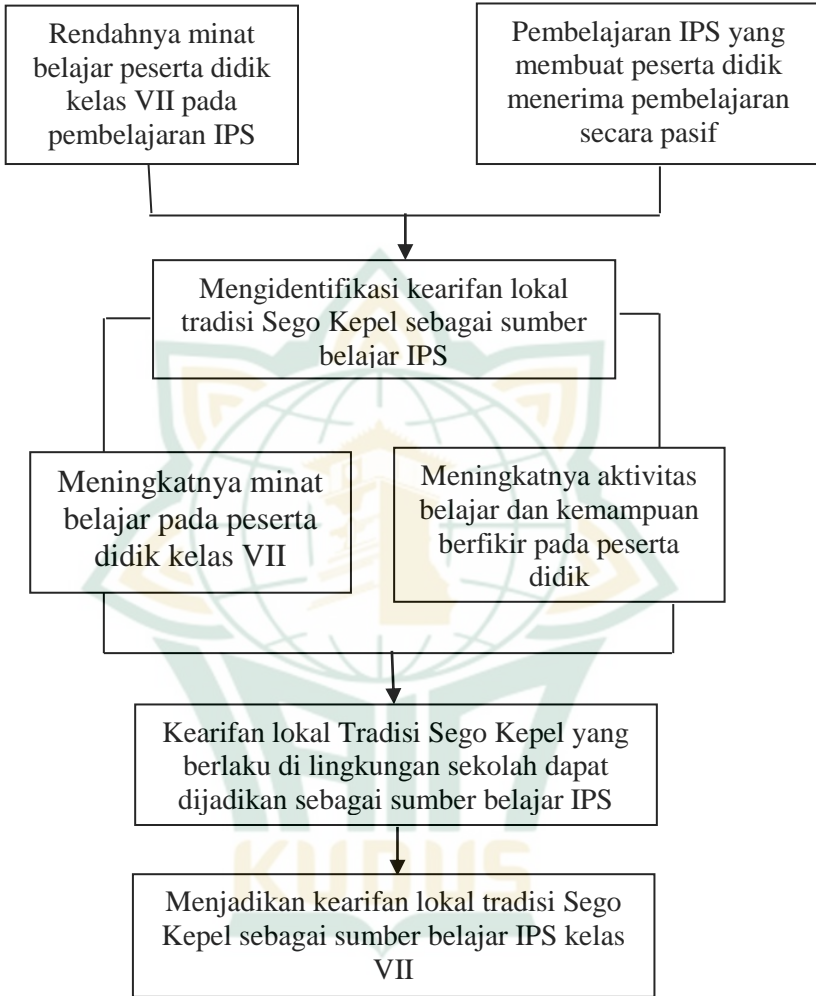 Rendahnya minat
belajar peserta didik
kelas VII pada
pembelajaran IPS
Pembelajaran IPS yang
membuat peserta didik
menerima pembelajaran
secara pasif
Mengidentifikasi kearifan lokal
tradisi Sego Kepel sebagai sumber
belajar IPS
Meningkatnya minat
belajar pada peserta
didik kelas VII
Meningkatnya aktivitas
belajar dan kemampuan
berfikir pada peserta
didik
Kearifan lokal Tradisi Sego Kepel yang
berlaku di lingkungan sekolah dapat
dijadikan sebagai sumber belajar IPS
KUDUS
Menjadikan kearifan lokal tradisi Sego
Kepel sebagai sumber belajar IPS kelas
VII